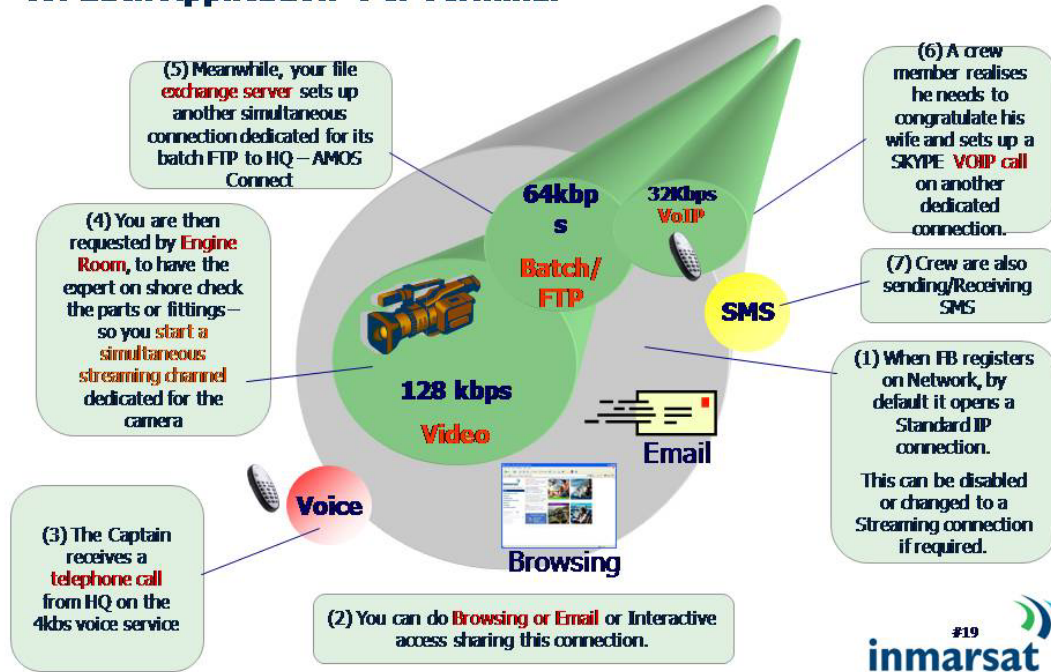 (5) Meanwhile, your file
exchange server sets up
another simultaneous
connection dedicated for its
batch FTP to HQ – AMOS
Connect
(6) A crew
member realises
he needs to
congratulate his
wife and sets up a
SKYPE VOIP call
on another
dedicated
connection.
(4) You are then
requested by Engine
Room, to have the
expert on shore check
the parts or fittings –
so you start a
simultaneous
streaming channel
dedicated for the
camera
64kbp
s
Batch/
FTP
32Kbps
VoIP
(7) Crew are also
sending/Receiving
SMS
SMS
128 kbps
Video
(1) When FB registers
on Network, by
default it opens a
Standard IP
connection.
This can be disabled
or changed to a
Streaming connection
if required.
Email
Voice
Browsing
(3) The Captain
receives a
telephone call
from HQ on the
4kbs voice service
(2) You can do Browsing or Email or Interactive
access sharing this connection.
#19
inmarsat